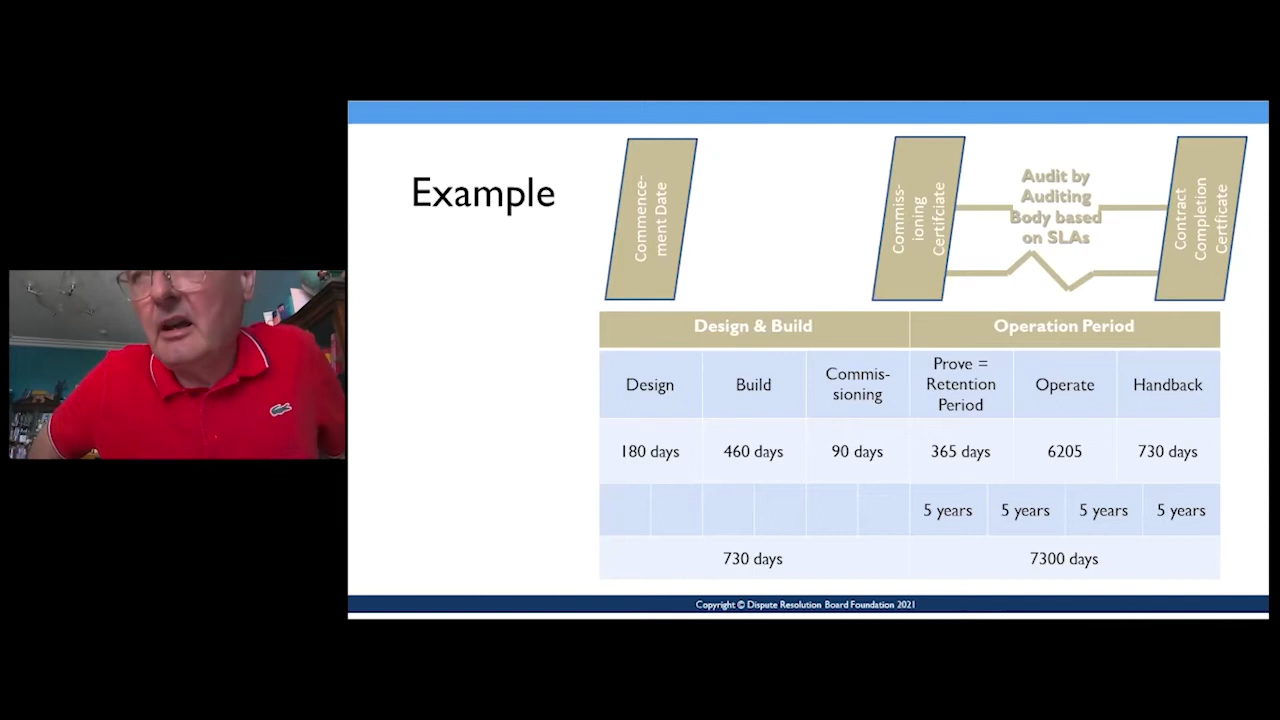 Example
Commence-
ment Date
Commiss-
ioning
Certifciate
Audit by
Auditing
Body based
on SLAs
Contract
Completion
Certficate
Design & Build
Operation Period
Design
Build
Commis-
sioning
Prove =
Retention
Period
Operate
Handback
180 days
460 days
90 days
365 days
6205
730 days
5 years
5 years
5 years
5 years
730 days
7300 days
Copyright © Dispute Resolution Board Foundation 2021